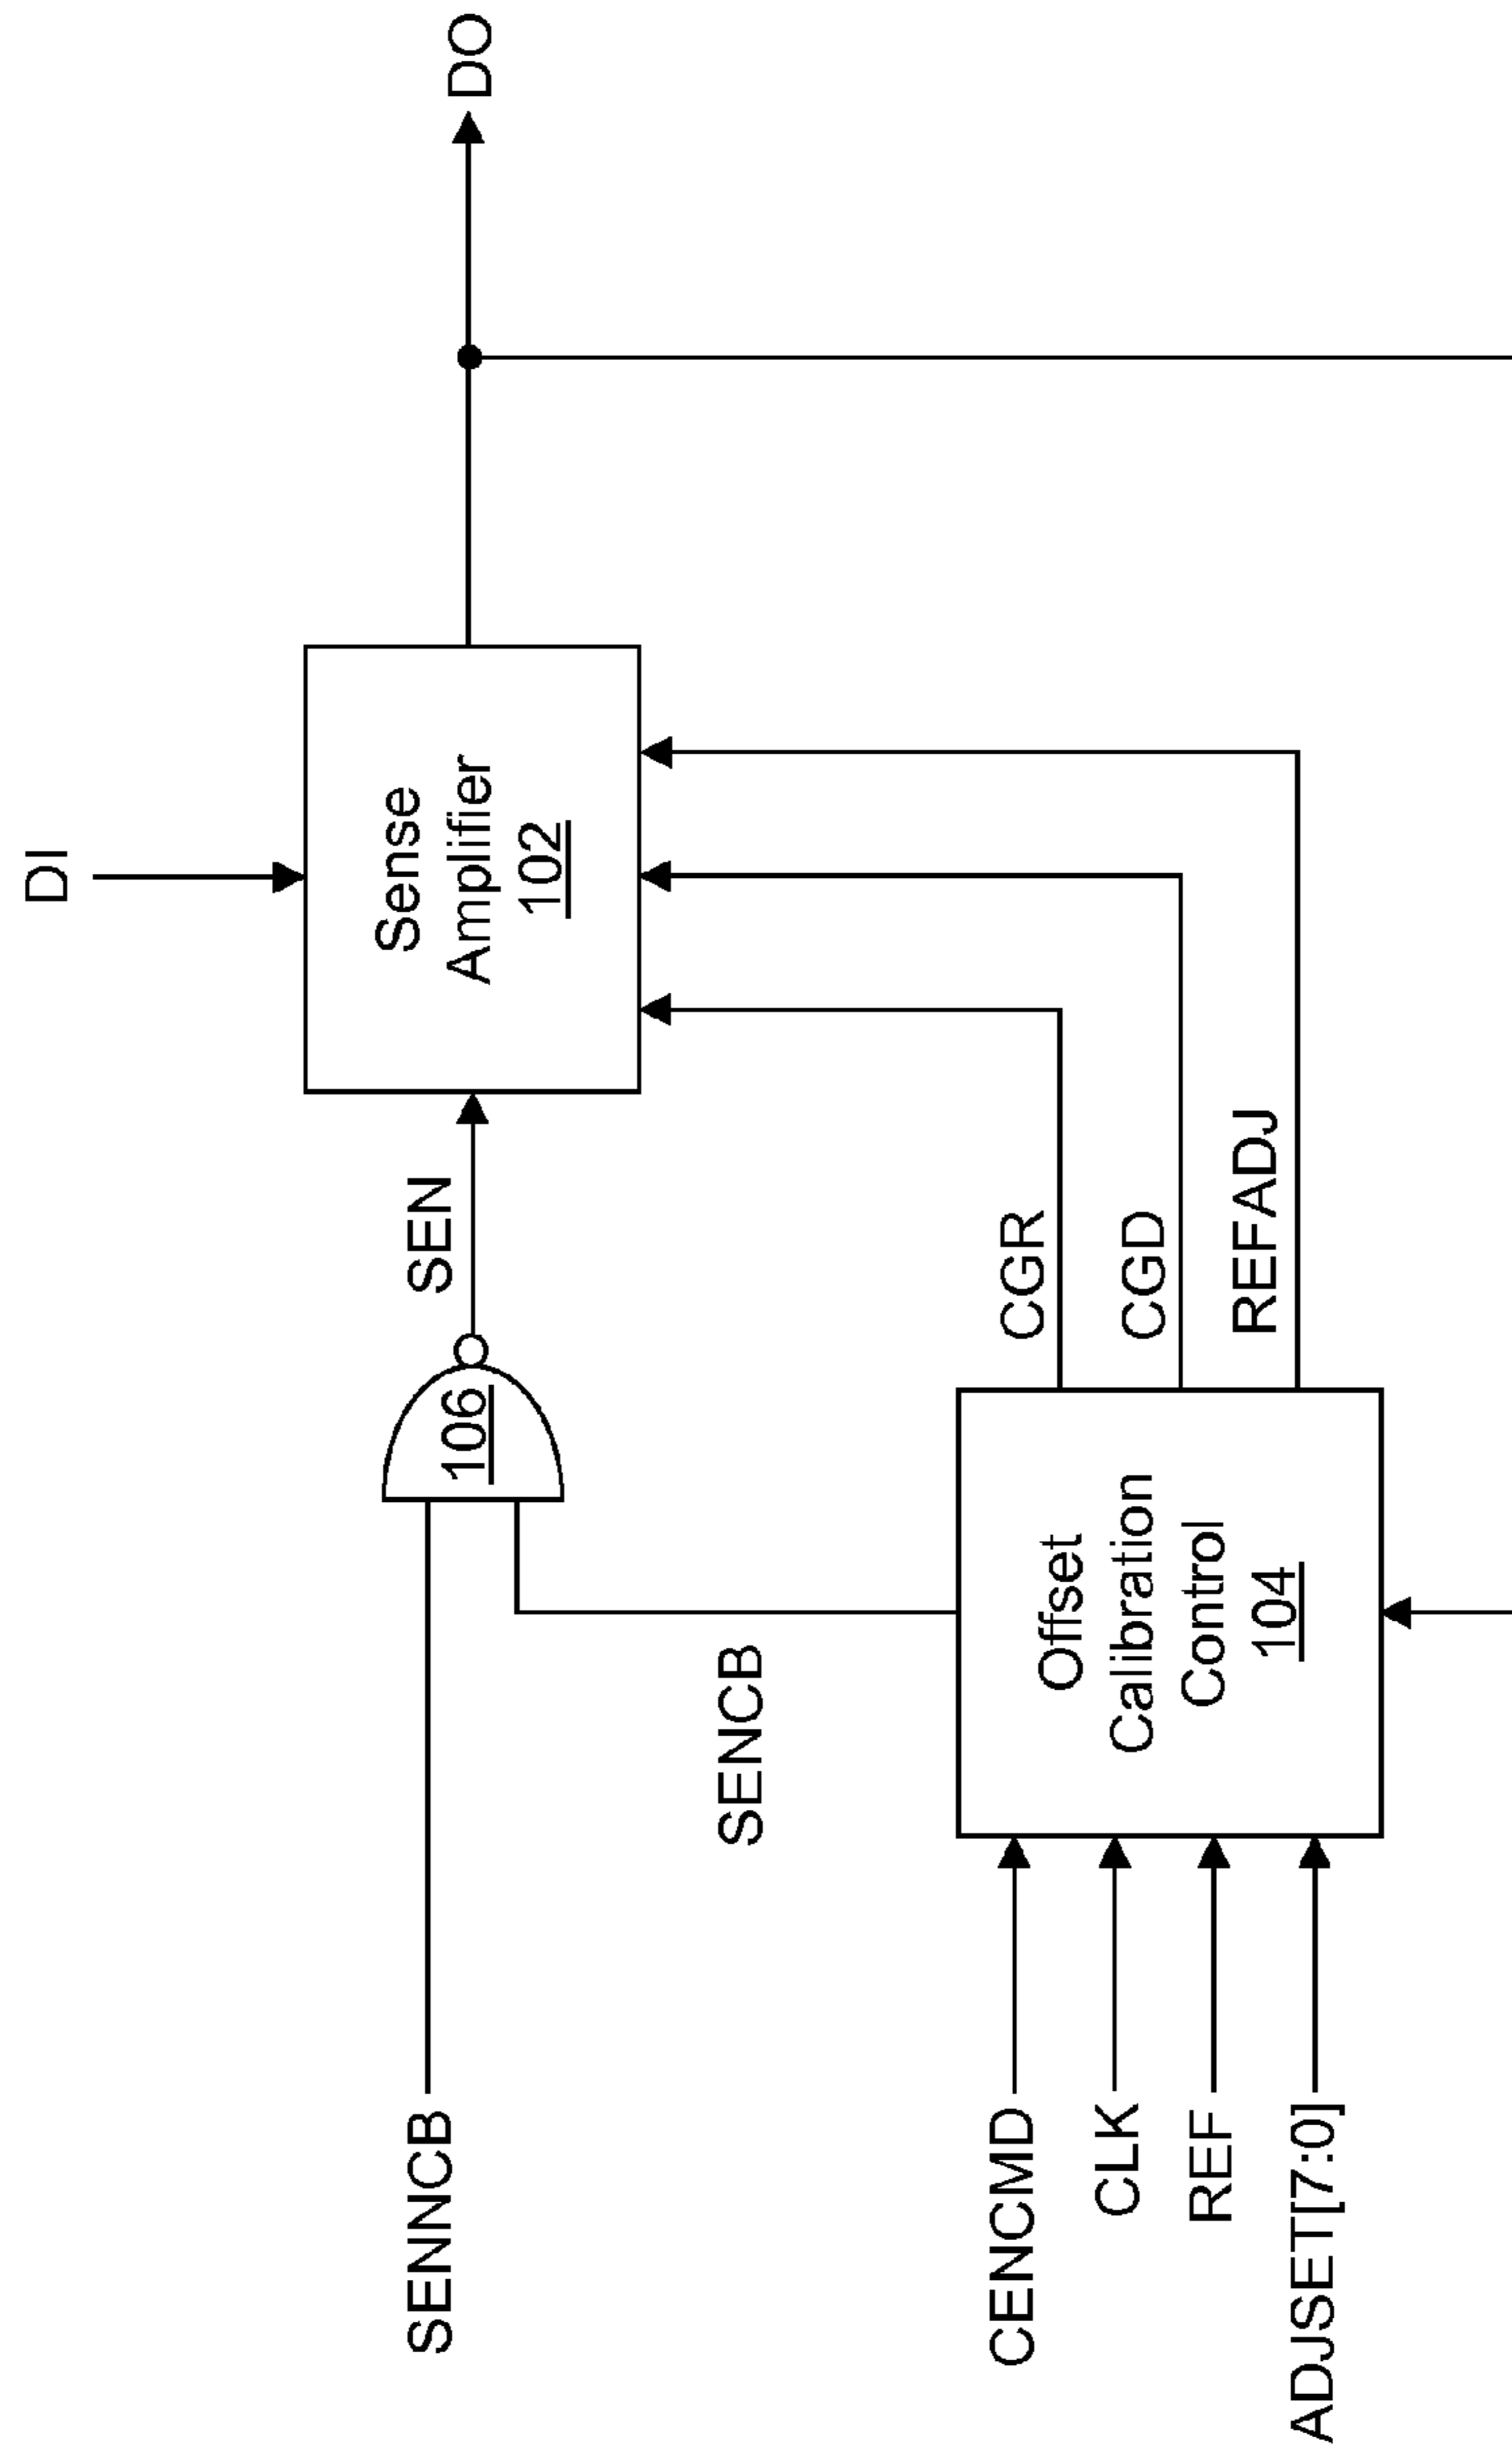 DI
Sense
Amplifier
102
DO
SENNCB
106
SEN
SENCB
CGR
CGD
REFADJ
CENCMD
CLK
REF
ADJSET[7:0]
Offset
Calibration
Control
104